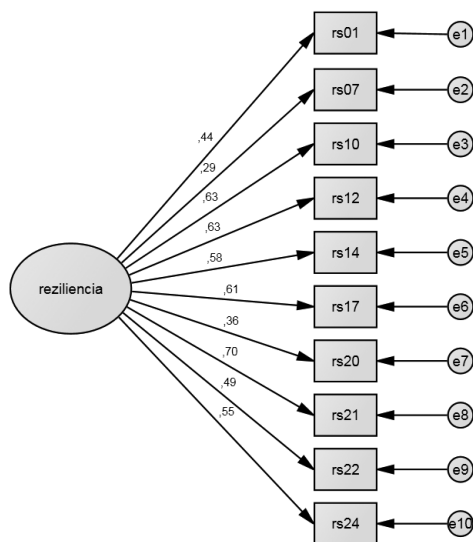 rs01
e1
rs07
e2
,44
rs10
e3
,29
,63
rs12
e4
,63
rs14
e5
,58
reziliencia
,61
rs17
e6
,36
rs20
e7
,70
rs21
e8
,49
,55
rs22
e9
rs24
e10